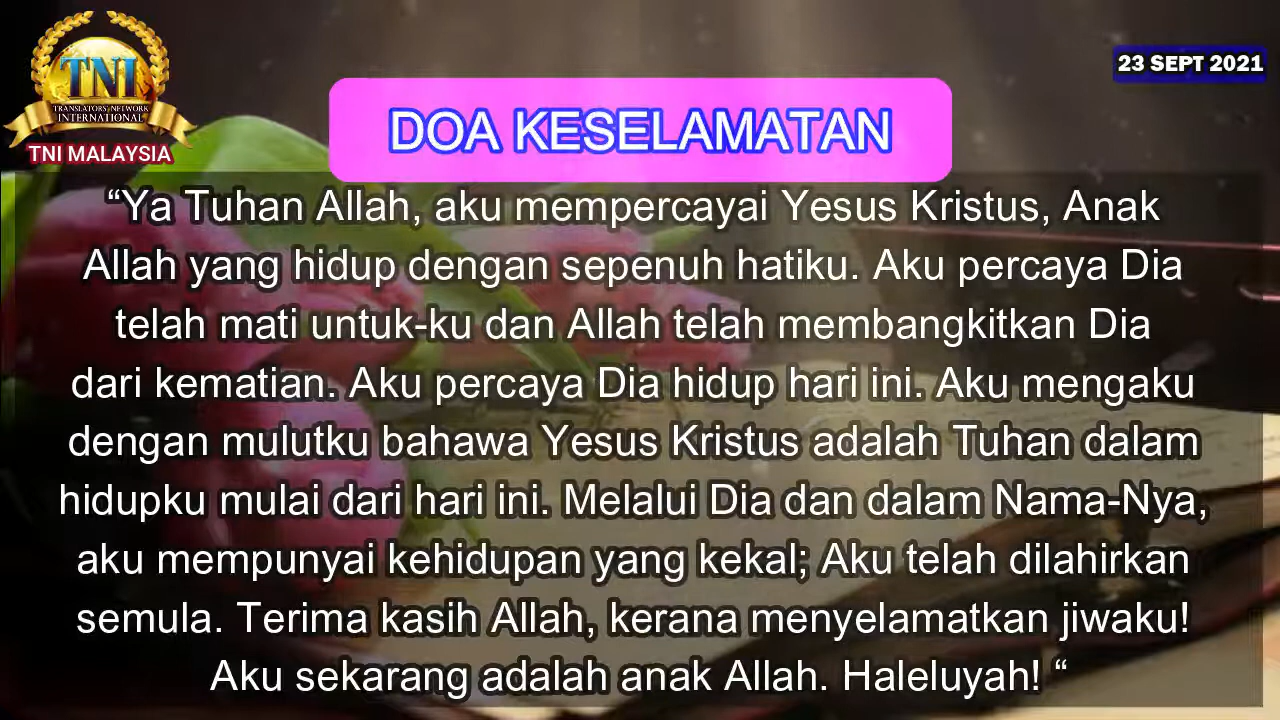 TNI
TRANSLATORS NETWORK
INTERNATIONAL
TNI MALAYSIA
23 SEPT 2021
DOA KESELAMATAN
“Ya Tuhan Allah, aku mempercayai Yesus Kristus, Anak
Allah yang hidup dengan sepenuh hatiku. Aku percaya Dia
telah mati untuk-ku dan Allah telah membangkitkan Dia
dari kematian. Aku percaya Dia hidup hari ini. Aku mengaku
dengan mulutku bahawa Yesus Kristus adalah Tuhan dalam
hidupku mulai dari hari ini. Melalui Dia dan dalam Nama-Nya,
aku mempunyai kehidupan yang kekal; Aku telah dilahirkan
semula. Terima kasih Allah, kerana menyelamatkan jiwaku!
Aku sekarang adalah anak Allah. Haleluyah! “